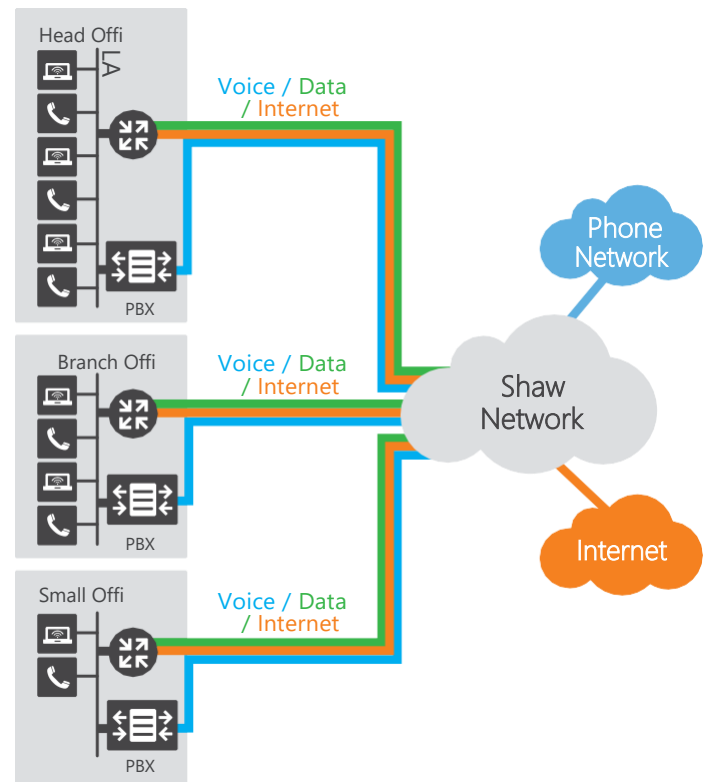 Head Offi
LA
Voice / Data
/ Internet
PBX
Phone
Network
Branch Offi
Voice / Data
/ Internet
PBX
Shaw
Network
Internet
Small Offi
Voice / Data
/ Internet
PBX